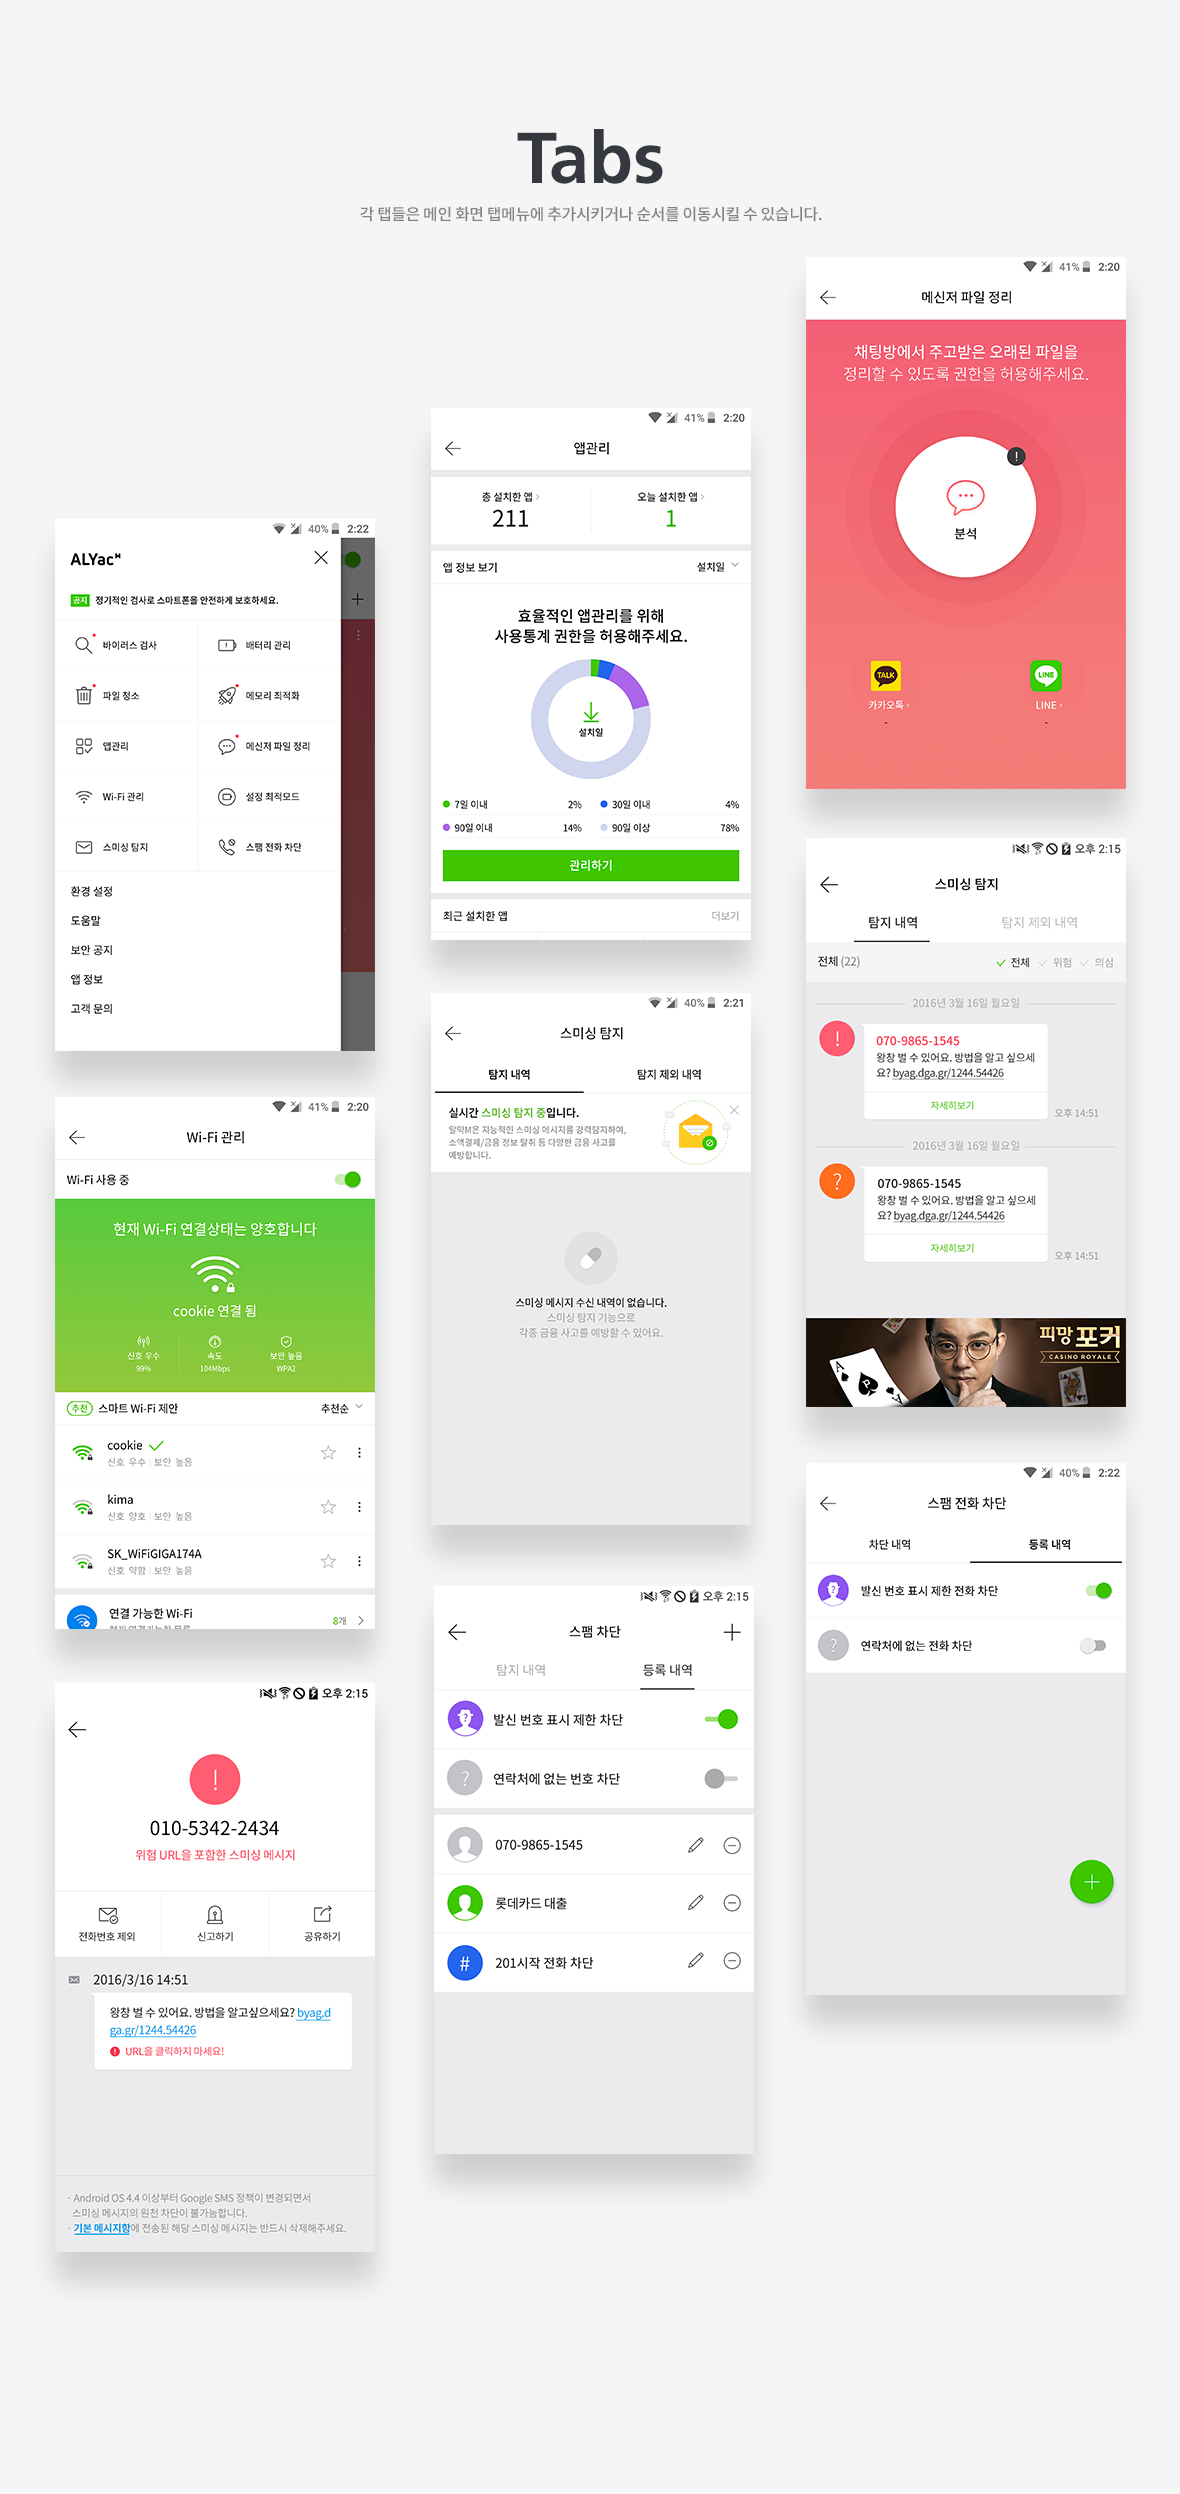 Tabs
각 탭들은 메인 화면 탭메뉴에 추가시키거나 순서를 이동시킬 수 있습니다.
40% 2:22
ALYac M
공지 정기적인 검사로 스마트폰을 안전하게 보호하세요.
바이러스 검사 배터리 관리
파일 청소 메모리 최적화
앱관리 메신저 파일 정리
Wi-Fi 관리 설정 최적모드
스미싱 탐지 스팸 전화 차단
환경 설정
도움말
보안 공지
앱 정보
고객 문의
41% 2:20
Wi-Fi 관리
Wi-Fi 사용 중
현재 Wi-Fi 연결상태는 양호합니다
cookie 연결 됨
신호 우수 속도 보안 높음
99% 104Mbps WPA2
추천 스마트 Wi-Fi 제안 추천순
cookie
신호 우수 | 보안 높음
kima
신호 양호 | 보안 높음
SK_WiFiGIGA174A
신호 약함 | 보안 높음
연결 가능한 Wi-Fi 8개
오후 2:15
!
010-5342-2434
위험 URL을 포함한 스미싱 메시지
전화번호 제외 신고하기 공유하기
2016/3/16 14:51
왕창 벌 수 있어요. 방법을 알고싶으세요? byag.d
ga.gr/1244.54426
! URL을 클릭하지 마세요!
· Android OS 4.4 이상부터 Google SMS 정책이 변경되면서
스미싱 메시지의 원천 차단이 불가능합니다.
· 기본 메시지함에 전송된 해당 스미싱 메시지는 반드시 삭제해주세요.
41% 2:20
앱관리
총 설치한 앱 > 오늘 설치한 앱 >
211 1
앱 정보 보기 설치일
효율적인 앱관리를 위해
사용통계 권한을 허용해주세요.
설치일
7일 이내 2% 30일 이내 4%
90일 이내 14% 90일 이상 78%
관리하기
최근 설치한 앱 더보기
40% 2:21
스미싱 탐지
탐지 내역 탐지 제외 내역
실시간 스미싱 탐지 중입니다.
알약M은 지능적인 스미싱 메시지를 강력탐지하여,
소액결제/금융 정보 탈취 등 다양한 금융 사고를
예방합니다.
스미싱 메시지 수신 내역이 없습니다.
스미싱 탐지 기능으로
각종 금융 사고를 예방할 수 있어요.
오후 2:15
스팸 차단
탐지 내역 등록 내역
? 발신 번호 표시 제한 차단
? 연락처에 없는 번호 차단
070-9865-1545
롯데카드 대출
# 201시작 전화 차단
41% 2:20
메신저 파일 정리
채팅방에서 주고받은 오래된 파일을
정리할 수 있도록 권한을 허용해주세요.
!
분석
TALK LINE
카카오톡 > LINE >
- -
오후 2:15
스미싱 탐지
탐지 내역 탐지 제외 내역
전체 (22) 전체 위험 의심
2016년 3월 16일 월요일
! 070-9865-1545
왕창 벌 수 있어요. 방법을 알고 싶으세
요? byag.dga.gr/1244.54426
자세히보기
오후 14:51
2016년 3월 16일 월요일
? 070-9865-1545
왕창 벌 수 있어요. 방법을 알고 싶으세
요? byag.dga.gr/1244.54426
자세히보기
오후 14:51
A P
피망 포커
CASINO ROYALE
40% 2:22
스팸 전화 차단
차단 내역 등록 내역
? 발신 번호 표시 제한 전화 차단
? 연락처에 없는 전화 차단